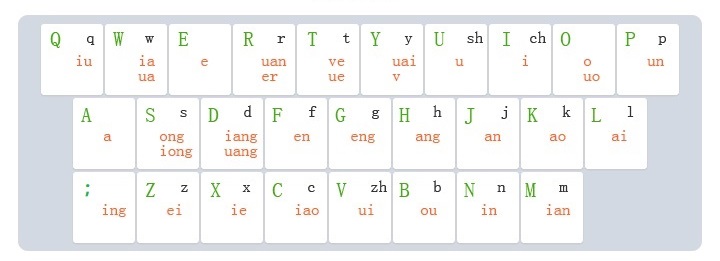 Q q W w E R r T t Y y U sh I ch O P p
iu ia e uan ve uai u i o un
ua er ue v uo
A S s D d F f G g H h J j K k L l
a ong iang en eng ang an ao ai
iong uang
; Z z X x C c V zh B b N n M m
ing ei ie iao ui ou in ian